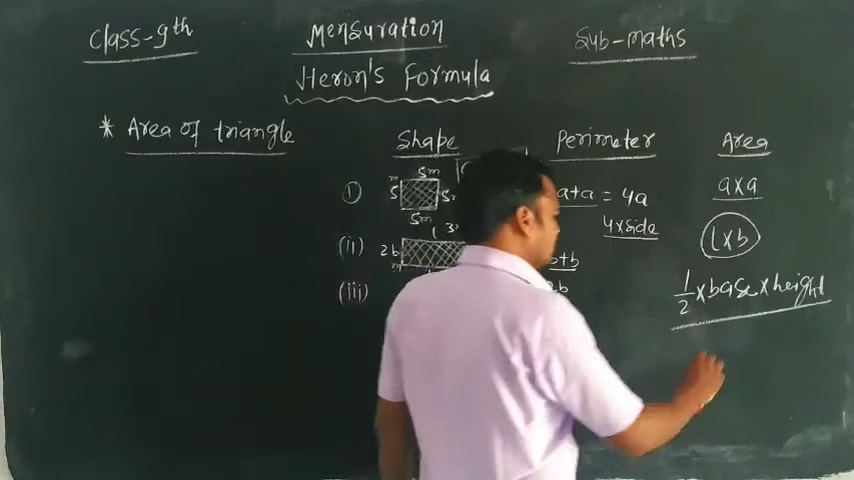 Class-9th
Mensuration
Sub-maths
Heron's Formula
* Area of triangle
Shape
Perimeter
Area
(i)
5m
5
5m
a+a = 4a
4×side
a×a
(ii)
2b
b+b
l×b
(iii)
2b
1/2 × base × height